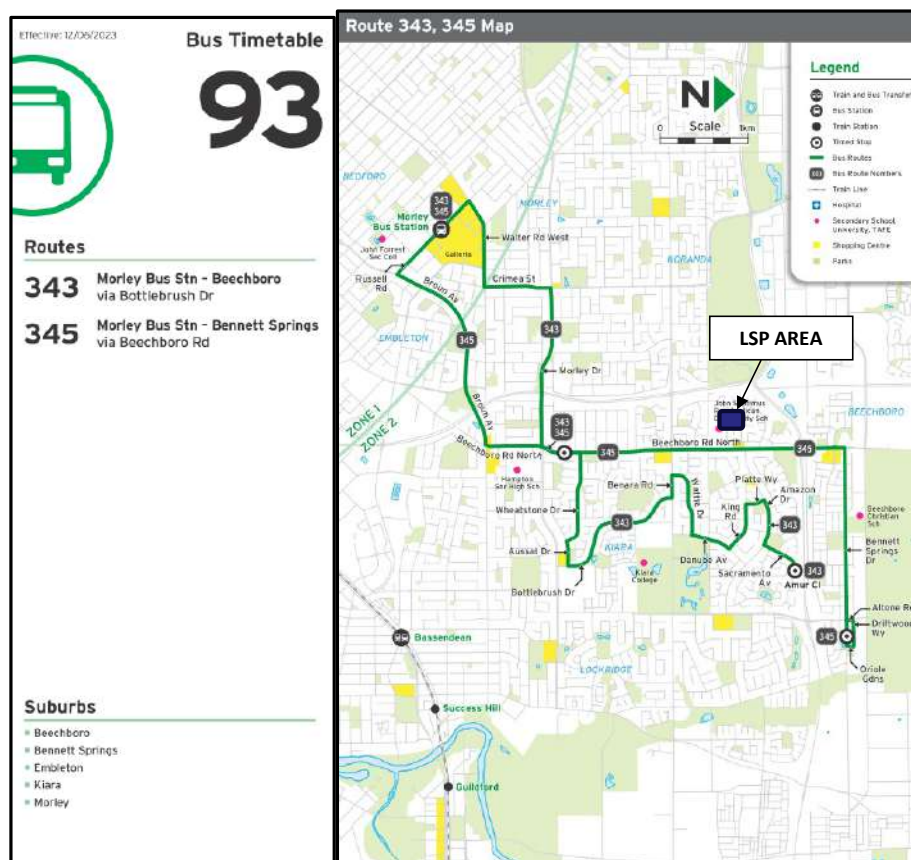 Effective: 12/06/2023
Bus Timetable
93
Routes
343 Morley Bus Stn - Beechboro
via Bottlebrush Dr
345 Morley Bus Stn - Bennett Springs
via Beechboro Rd
Suburbs
Beechboro
Bennett Springs
Embleton
Kiara
Morley
Route 343, 345 Map
N
0 Scale 1km
Legend
Train and Bus Transfer
Bus Station
Train Station
Timed Stop
Bus Routes
343 Bus Route Numbers
Train Line
Hospital
Secondary School
University, TAFE
Shopping Centre
Parks
BEDFORD
343
345
Morley
Bus Station
MORLEY
Walter Rd West
John Forrest
Sec Coll
Galleria
NORANDA
Russell
Rd
Broun Av
Crimea St
EMBLETON
345
343
LSP AREA
Morley Dr
ZONE 1
ZONE 2
Broun Av
343
345
BEECHBORO
Beechboro Rd North
345
Beechboro Rd North
345
Hampton
Snr High Sch
Benara Rd
Wattle Dr
Platte Wy
Amazon
Dr
King
Rd
Wheatstone Dr
343
343
Beechboro
Christian
Sch
Aussat Dr
KIARA
Danube Av
Bennett
Springs
Dr
Kiara
College
Sacramento
Av
343
Amur Cl
Bottlebrush Dr
Altone Rd
Driftwood
Wy
345
Bassendean
LOCKRIDGE
Oriole
Gdns
Success Hill
Guildford